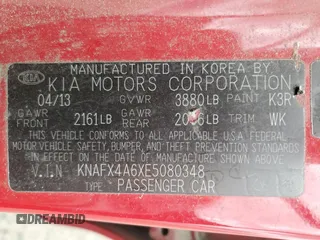 MANUFACTURED IN KOREA BY
KIA KIA MOTORS CORPORATION
04/13 GVWR 3880LB PAINT K3R
GAWR FRONT 2161LB GAWR REAR LB TRIM WK
THIS VEHICLE CONFORMS TO ALL APPLICABLE U.S.A FEDERAL
MOTOR VEHICLE SAFETY, BUMPER, AND THEFT PREVENTION
STANDARDS IN EFFECT ON THE DATE OF MANUFACTURE
SHOWN ABOVE.
V.I.N KNAFX4A6XE5080348
TYPE PASSENGER CAR
DREAMBID